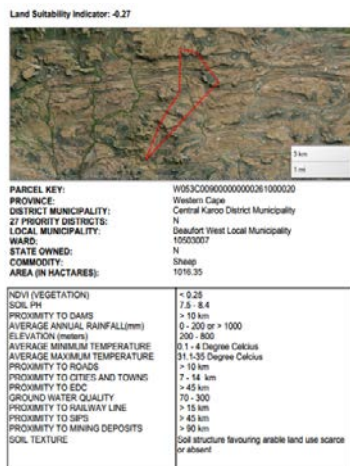 Land Suitability Indicator: -0.27
3 km
1 mi
PARCEL KEY: W053C00900000000261000020
PROVINCE: Western Cape
DISTRICT MUNICIPALITY: Central Karoo District Municipality
27 PRIORITY DISTRICTS: N
LOCAL MUNICIPALITY: Beaufort West Local Municipality
WARD: 10503007
STATE OWNED: N
COMMODITY: Sheep
AREA (IN HACTARES): 1016.35
NDVI (VEGETATION) < 0.25
SOIL PH 7.5 - 8.4
PROXIMITY TO DAMS > 10 km
AVERAGE ANNUAL RAINFALL(mm) 0 - 200 or > 1000
ELEVATION (meters) 200 - 800
AVERAGE MINIMUM TEMPERATURE 0.1 - 4 Degree Celcius
AVERAGE MAXIMUM TEMPERATURE 31.1-35 Degree Celcius
PROXIMITY TO ROADS > 10 km
PROXIMITY TO CITIES AND TOWNS 7 - 14 km
PROXIMITY TO EDC > 45 km
GROUND WATER QUALITY 70 - 300
PROXIMITY TO RAILWAY LINE > 15 km
PROXIMITY TO SIPS > 45 km
PROXIMITY TO MINING DEPOSITS > 90 km
SOIL TEXTURE Soil structure favouring arable land use scarce
or absent